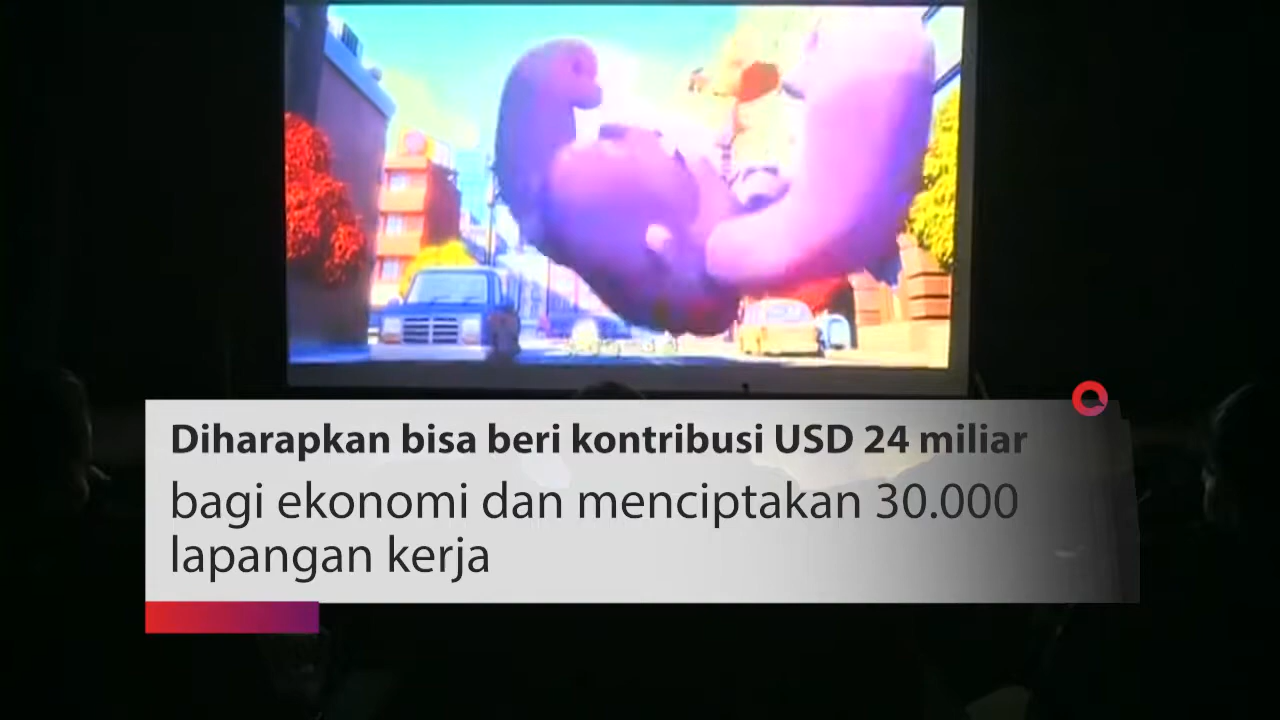 Diharapkan bisa beri kontribusi USD 24 miliar
bagi ekonomi dan menciptakan 30.000
lapangan kerja